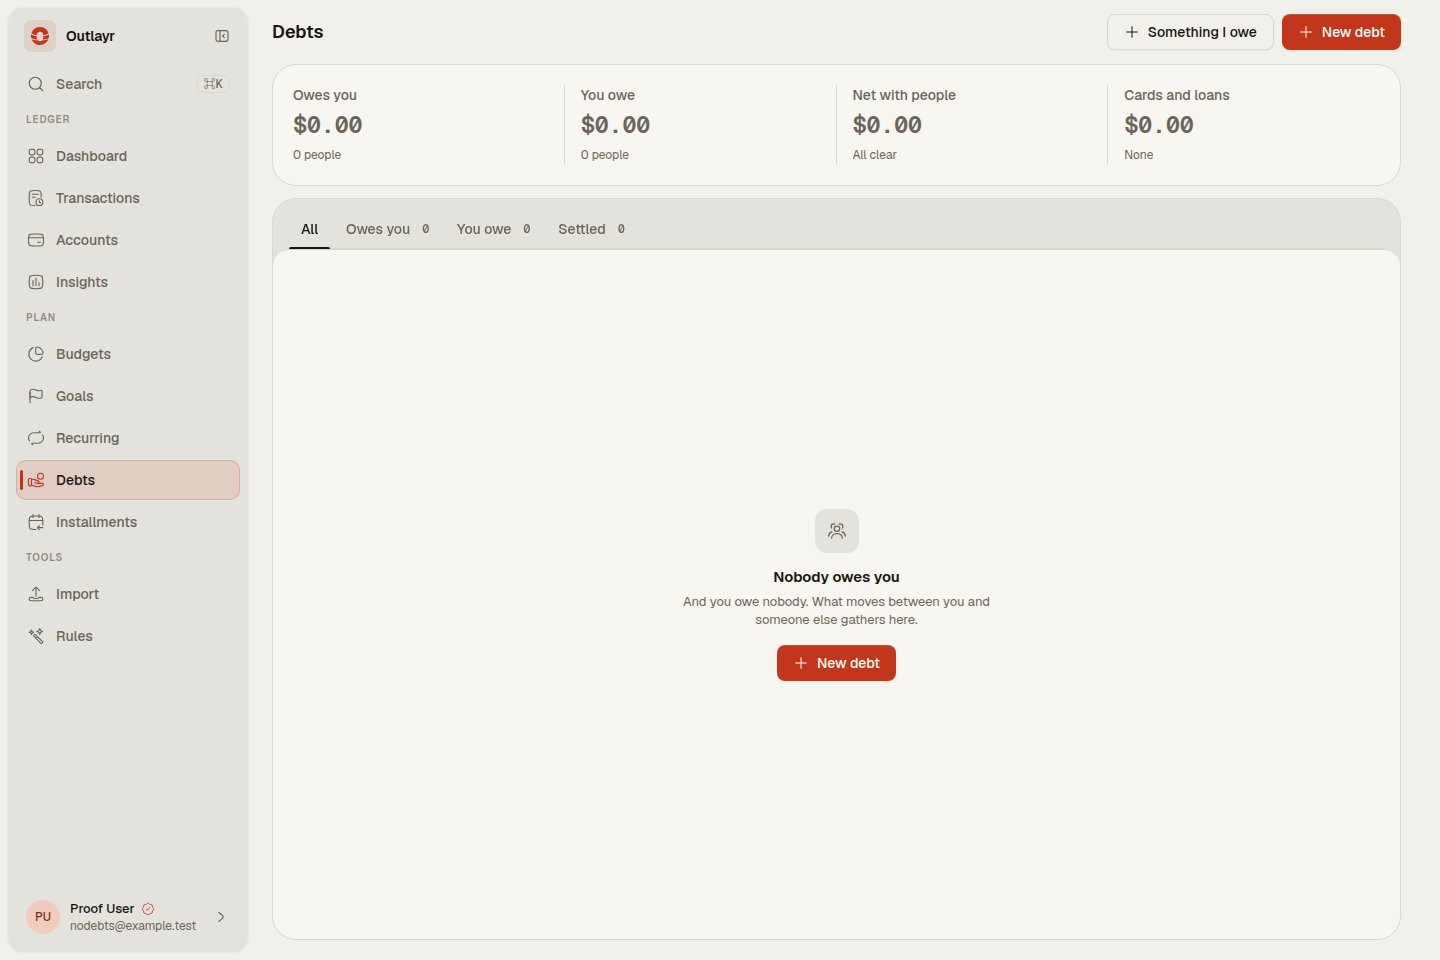 Outlayr
Search
⌘K
LEDGER
Dashboard
Transactions
Accounts
Insights
PLAN
Budgets
Goals
Recurring
Debts
Installments
TOOLS
Import
Rules
PU
Proof User
nodebts@example.test
Debts
Something I owe
New debt
Owes you
$0.00
0 people
You owe
$0.00
0 people
Net with people
$0.00
All clear
Cards and loans
$0.00
None
All
Owes you 0
You owe 0
Settled 0
Nobody owes you
And you owe nobody. What moves between you and
someone else gathers here.
New debt